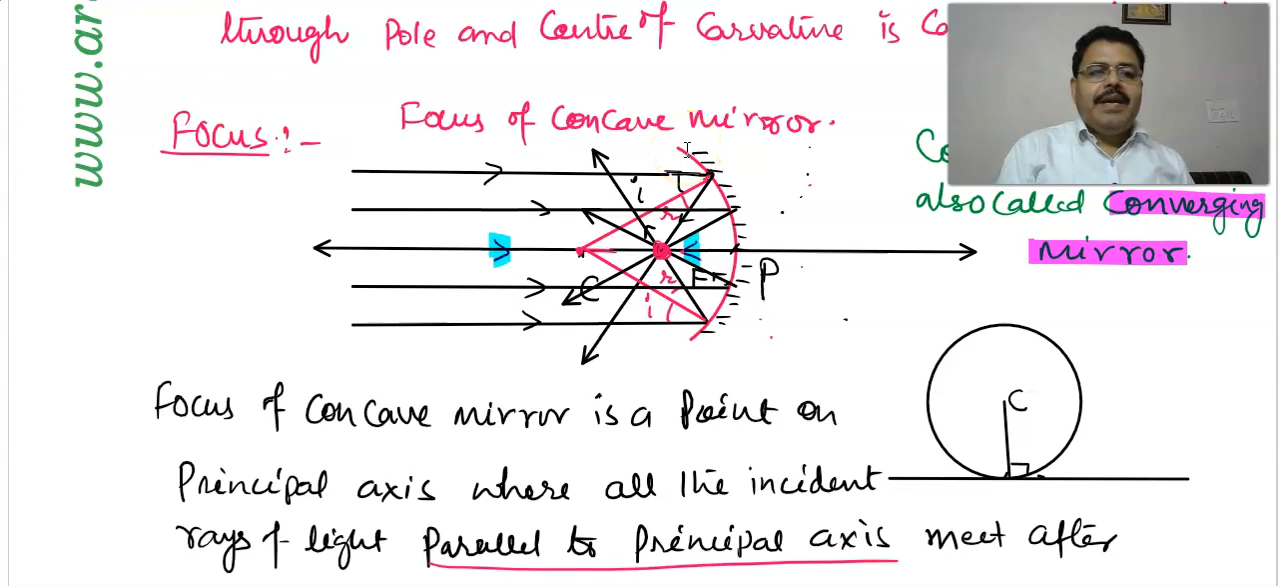 www.ar
through Pole and Centre of Curvature is Co
Focus:-
Focus of concave mirror.
Co
also called Converging
mirror.
i
r
C
F
P
r
i
C
Focus of concave mirror is a Point on
Principal axis where all the incident
rays of light Parallel to Principal axis meet after